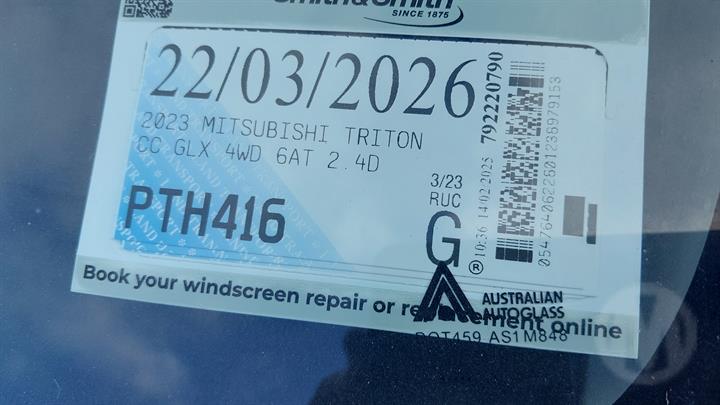 Smith&Smith
SINCE 1875
22/03/2026
2023 MITSUBISHI TRITON
CC GLX 4WD 6AT 2.4D
PTH416
3/23
RUC
G
®
10:36 14/02/2025
792220790
Book your windscreen repair or replacement online
AUSTRALIAN
AUTOGLASS
DOT459 AS1M848